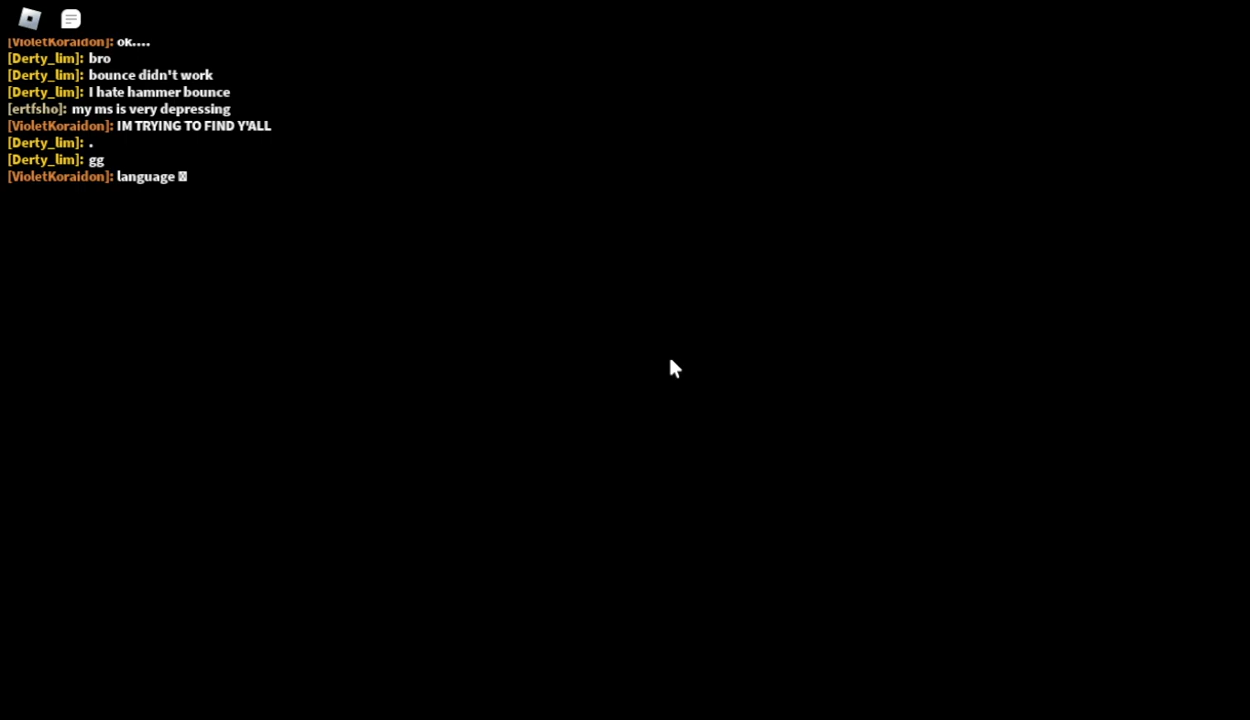 [VioletKoraidon]: ok....
[Derty_lim]: bro
[Derty_lim]: bounce didn't work
[Derty_lim]: I hate hammer bounce
[ertfsho]: my ms is very depressing
[VioletKoraidon]: IM TRYING TO FIND Y'ALL
[Derty_lim]: .
[Derty_lim]: gg
[VioletKoraidon]: language